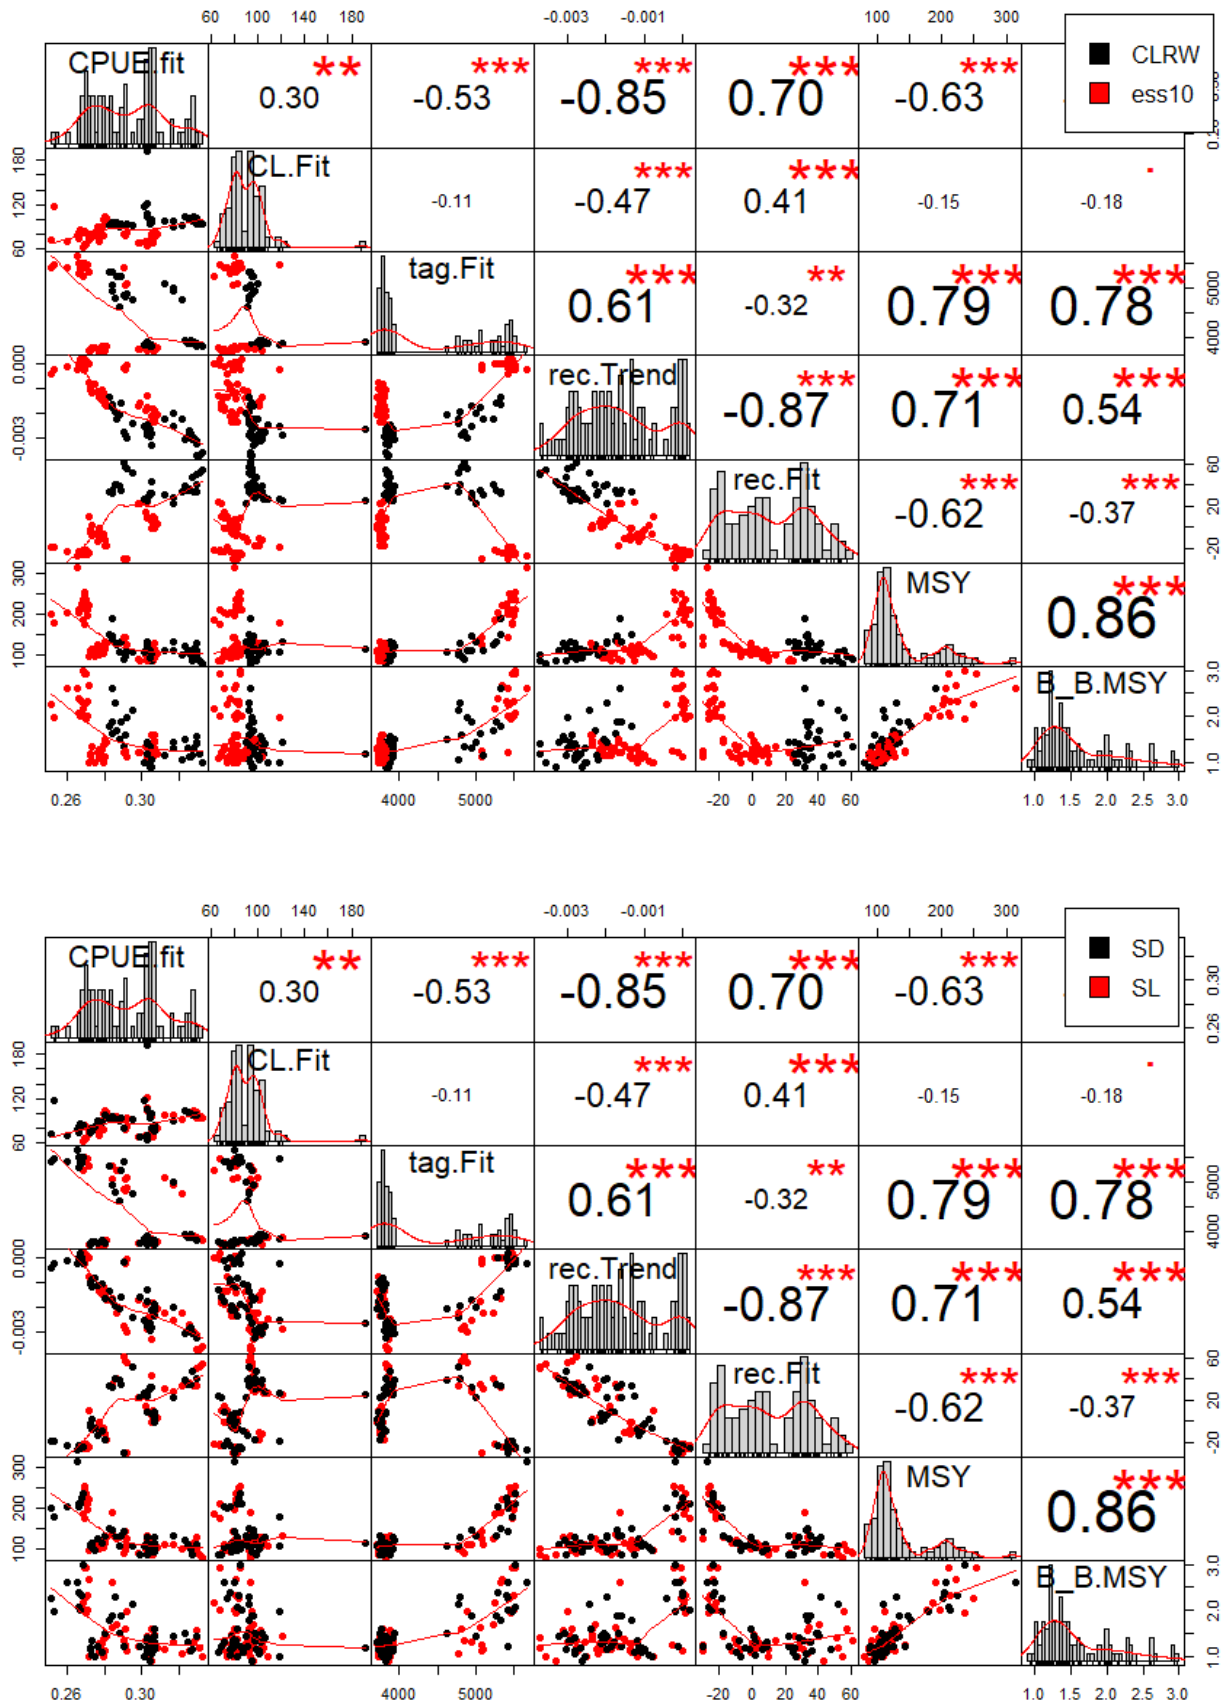 60 100 140 180 -0.003 -0.001 100 200 300
CPUE.fit 0.30 ** -0.53 *** -0.85 *** 0.70 *** -0.63 *** CLRW
ess10
180 120 60 CL.Fit -0.11 -0.47 *** 0.41 *** -0.15 -0.18 .
tag.Fit 0.61 *** -0.32 ** 0.79 *** 0.78 *** 5000 4000
0.000 -0.003 rec.Trend -0.87 *** 0.71 *** 0.54 ***
rec.Fit -0.62 *** -0.37 *** 60 20 -20
300 200 100 MSY 0.86 ***
B_B.MSY 3.0 2.0 1.0
0.26 0.30 4000 5000 -20 0 20 40 60 1.0 1.5 2.0 2.5 3.0
60 100 140 180 -0.003 -0.001 100 200 300
CPUE.fit 0.30 ** -0.53 *** -0.85 *** 0.70 *** -0.63 *** SD
SL
0.30 0.26
180 120 60 CL.Fit -0.11 -0.47 *** 0.41 *** -0.15 -0.18 .
tag.Fit 0.61 *** -0.32 ** 0.79 *** 0.78 *** 5000 4000
0.000 -0.003 rec.Trend -0.87 *** 0.71 *** 0.54 ***
rec.Fit -0.62 *** -0.37 *** 60 20 -20
300 200 100 MSY 0.86 ***
B_B.MSY 3.0 2.0 1.0
0.26 0.30 4000 5000 -20 0 20 40 60 1.0 1.5 2.0 2.5 3.0